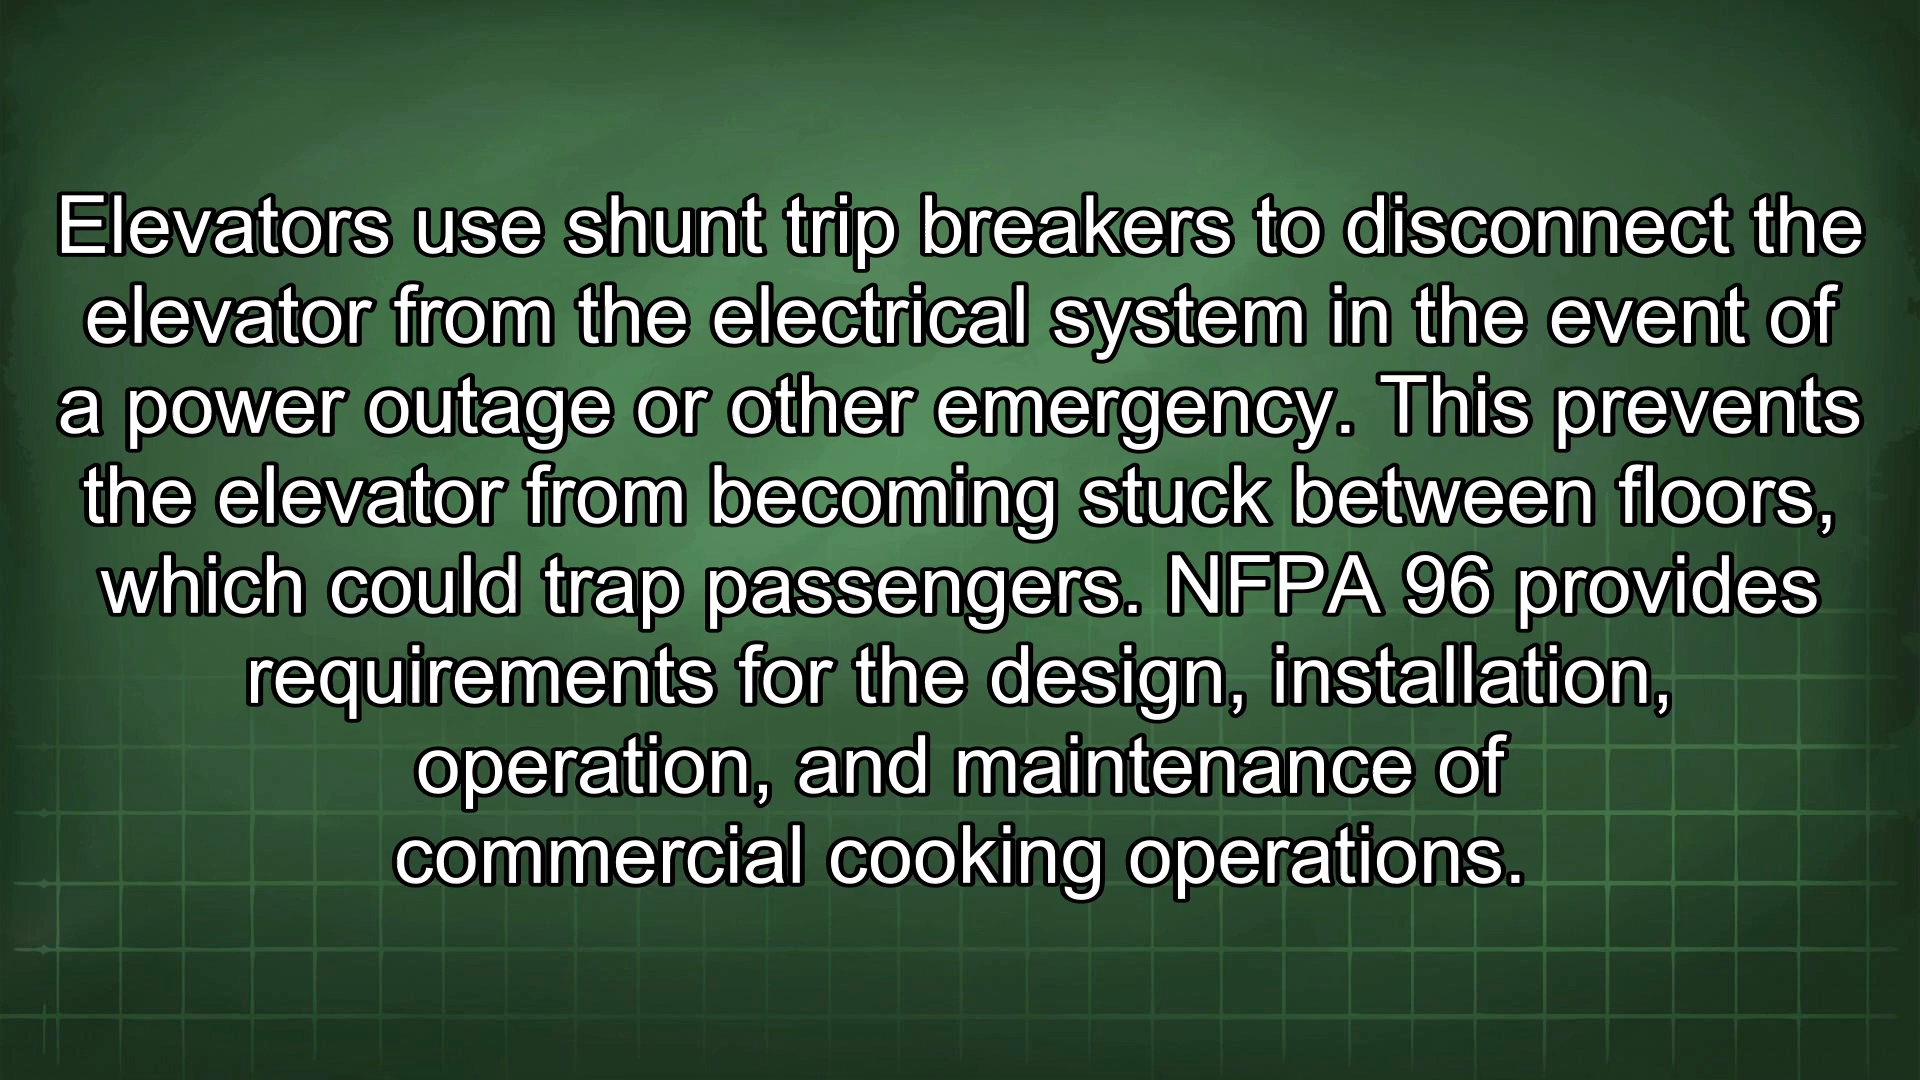 Elevators use shunt trip breakers to disconnect the
elevator from the electrical system in the event of
a power outage or other emergency. This prevents
the elevator from becoming stuck between floors,
which could trap passengers. NFPA 96 provides
requirements for the design, installation,
operation, and maintenance of
commercial cooking operations.